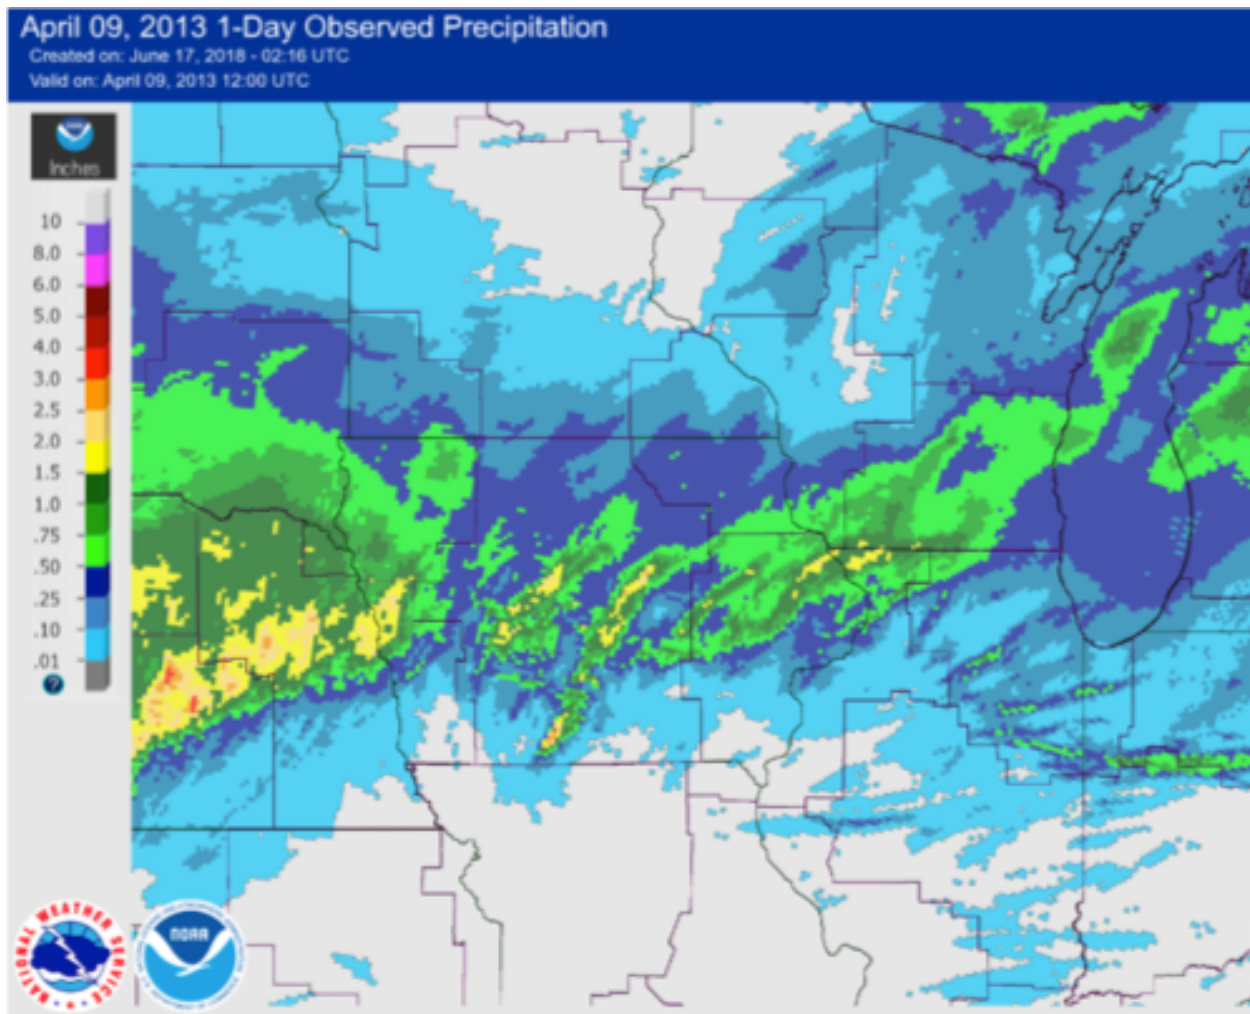 April 09, 2013 1-Day Observed Precipitation
Created on: June 17, 2018 - 02:16 UTC
Valid on: April 09, 2013 12:00 UTC
Inches
10
8.0
6.0
5.0
4.0
3.0
2.5
2.0
1.5
1.0
.75
.50
.25
.10
.01
?
NATIONAL WEATHER SERVICE
NOAA